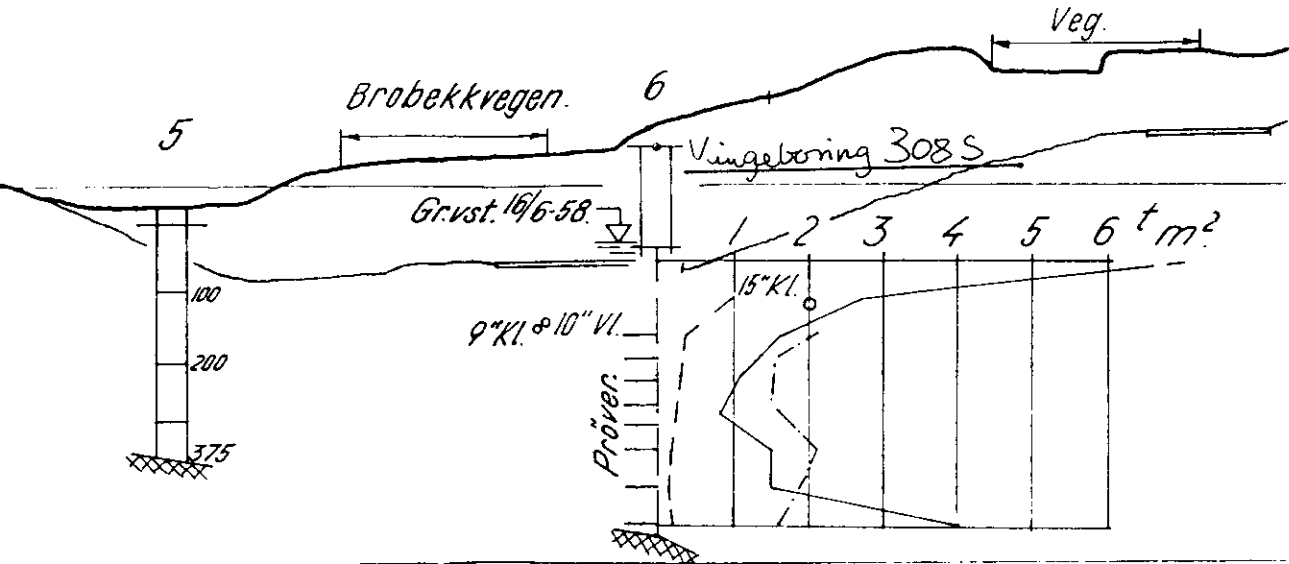 Veg.
Brobekkvegen.
5
6
Vingeboring 308 S
Gr.vst. 16/6-58.
1 2 3 4 5 6 t m²
15" Kl.
100
9" Kl. 10" Vl.
200
Pröver.
375